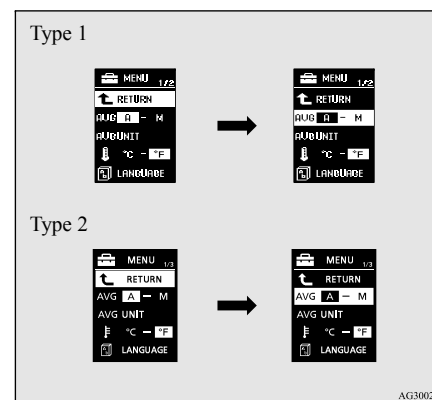 Type 1
MENU 1/2
RETURN
AVG A - M
AVG UNIT
°C - °F
LANGUAGE
MENU 1/2
RETURN
AVG A - M
AVG UNIT
°C - °F
LANGUAGE
Type 2
MENU 1/3
RETURN
AVG A - M
AVG UNIT
°C - °F
LANGUAGE
MENU 1/3
RETURN
AVG A - M
AVG UNIT
°C - °F
LANGUAGE
AG3002